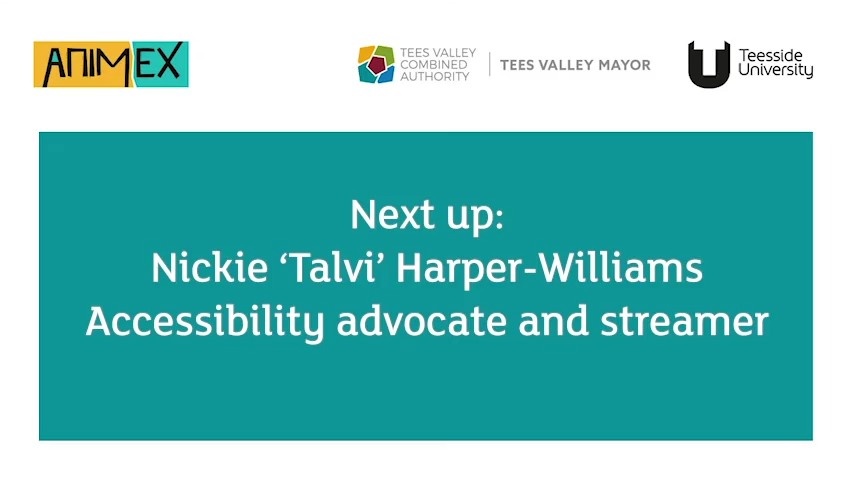 ANIMEX
TEES VALLEY
COMBINED
AUTHORITY
TEES VALLEY MAYOR
Teesside
University
Next up:
Nickie ‘Talvi’ Harper-Williams
Accessibility advocate and streamer